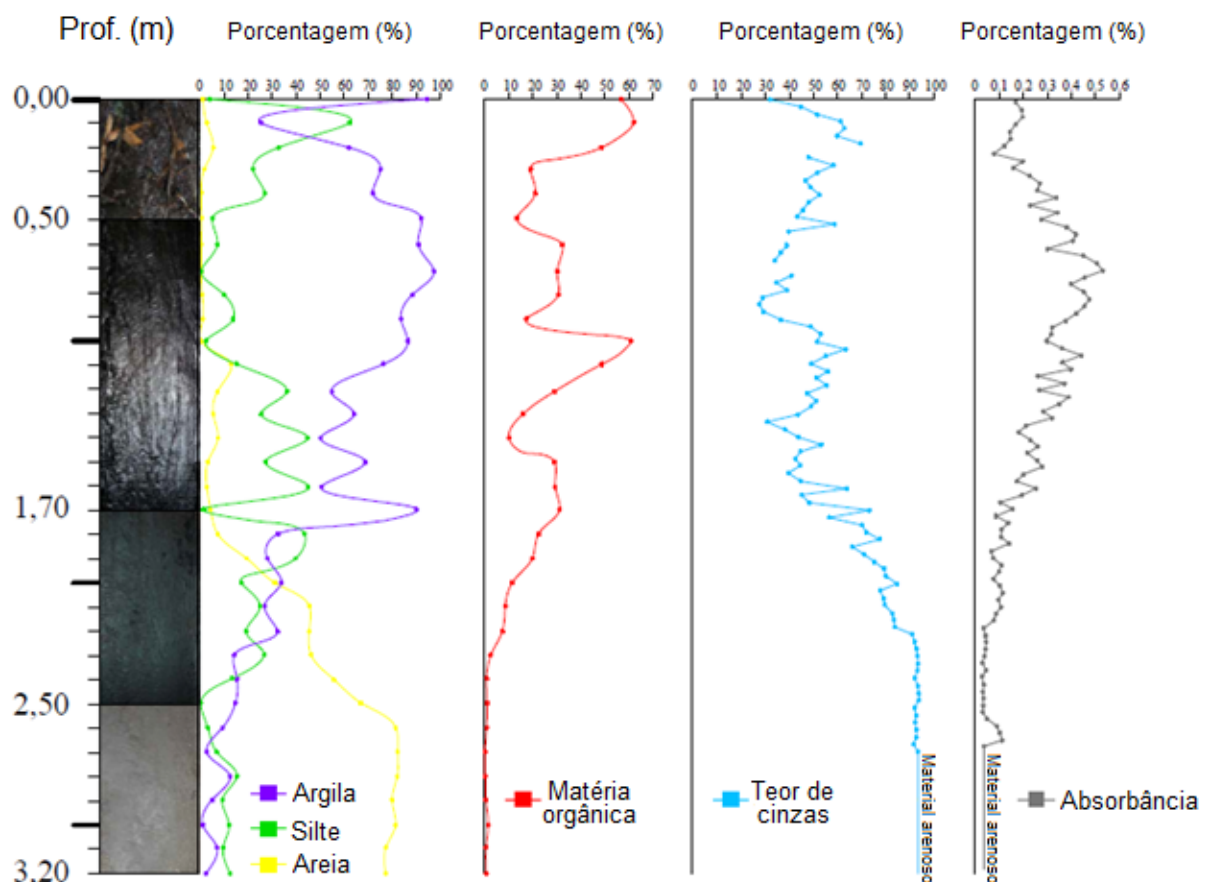 Prof. (m)
Porcentagem (%)
Porcentagem (%)
Porcentagem (%)
Porcentagem (%)
0 10 20 30 40 50 60 70 80 90 100
10 20 30 40 50 60 70
0 10 20 30 40 50 60 70 80 90 100
0 0,1 0,2 0,3 0,4 0,5 0,6
0,00
0,50
1,70
2,50
3,20
Argila
Silte
Areia
Matéria
orgânica
Teor de
cinzas
Material arenoso
Material arenoso
Absorbância